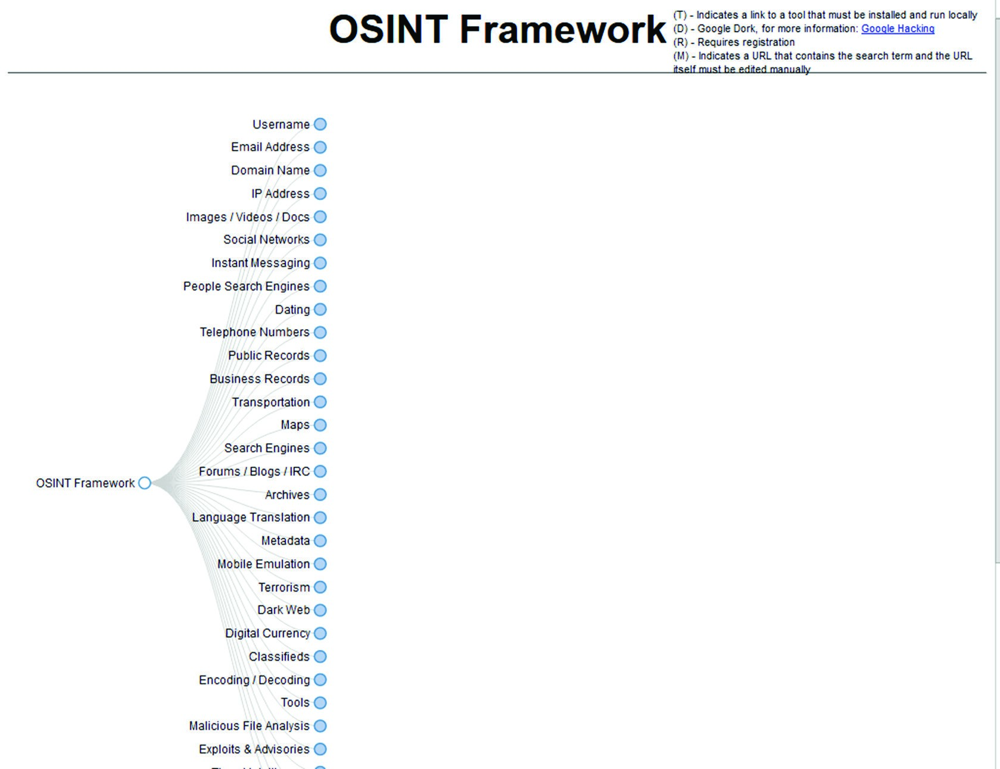 OSINT Framework
(T) - Indicates a link to a tool that must be installed and run locally
(D) - Google Dork, for more information: Google Hacking
(R) - Requires registration
(M) - Indicates a URL that contains the search term and the URL
itself must be edited manually
Username
Email Address
Domain Name
IP Address
Images / Videos / Docs
Social Networks
Instant Messaging
People Search Engines
Dating
Telephone Numbers
Public Records
Business Records
Transportation
Maps
Search Engines
Forums / Blogs / IRC
OSINT Framework
Archives
Language Translation
Metadata
Mobile Emulation
Terrorism
Dark Web
Digital Currency
Classifieds
Encoding / Decoding
Tools
Malicious File Analysis
Exploits & Advisories